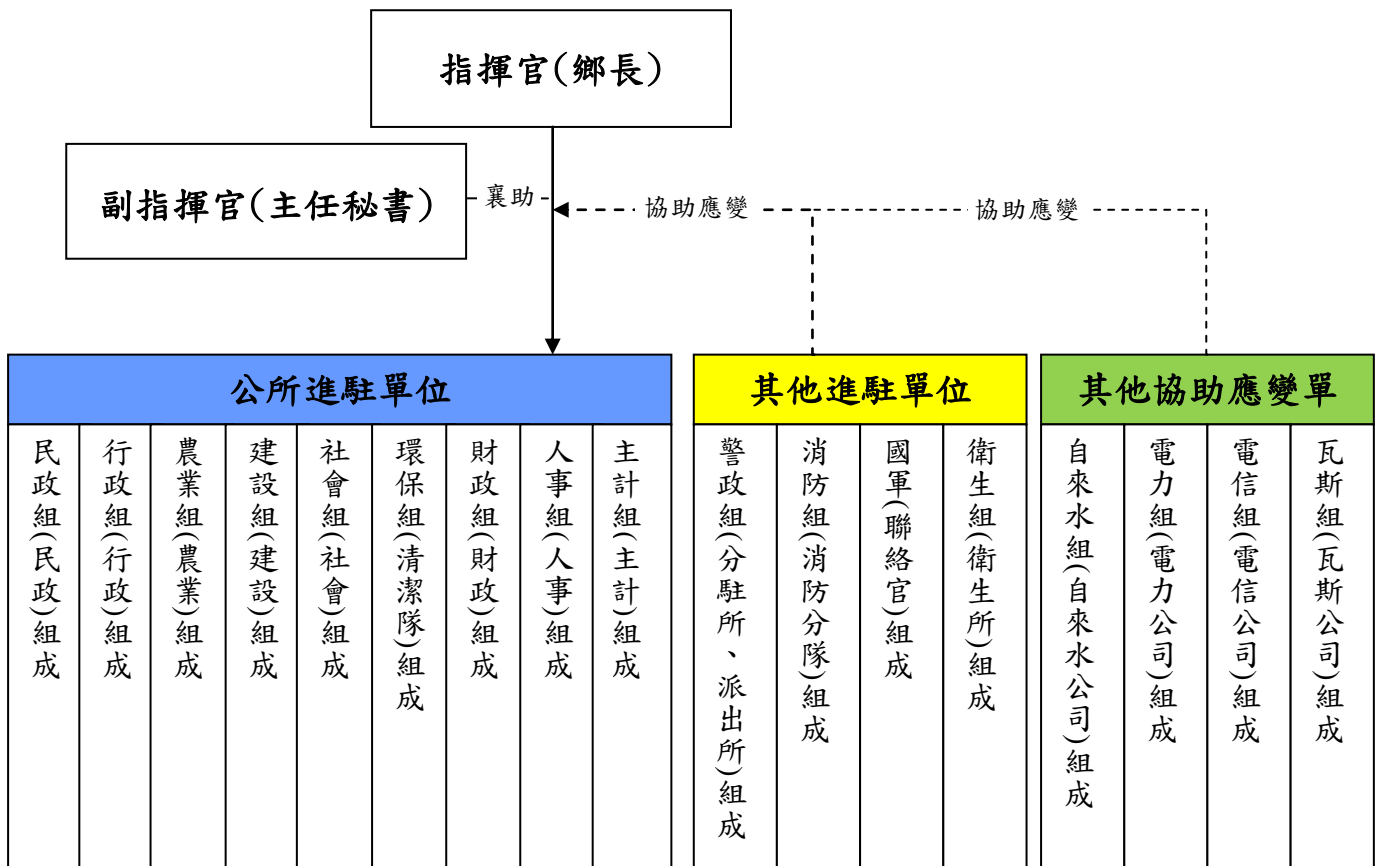 指揮官(鄉長)
副指揮官(主任秘書)
襄助
協助應變
協助應變
公所進駐單位
其他進駐單位
其他協助應變單
民政組(民政)組成
行政組(行政)組成
農業組(農業)組成
建設組(建設)組成
社會組(社會)組成
環保組(清潔隊)組成
財政組(財政)組成
人事組(人事)組成
主計組(主計)組成
警政組(分駐所、派出所)組成
消防組(消防分隊)組成
國軍(聯絡官)組成
衛生組(衛生所)組成
自來水組(自來水公司)組成
電力組(電力公司)組成
電信組(電信公司)組成
瓦斯組(瓦斯公司)組成